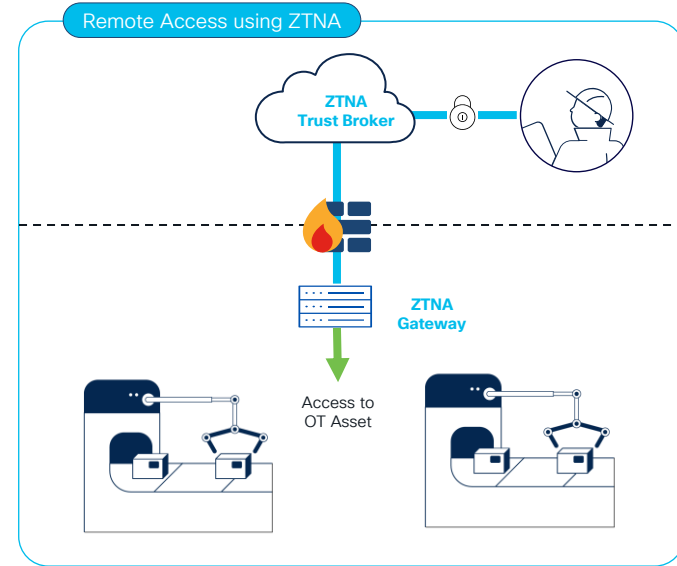 Remote Access using ZTNA
ZTNA
Trust Broker
ZTNA
Gateway
Access to
OT Asset